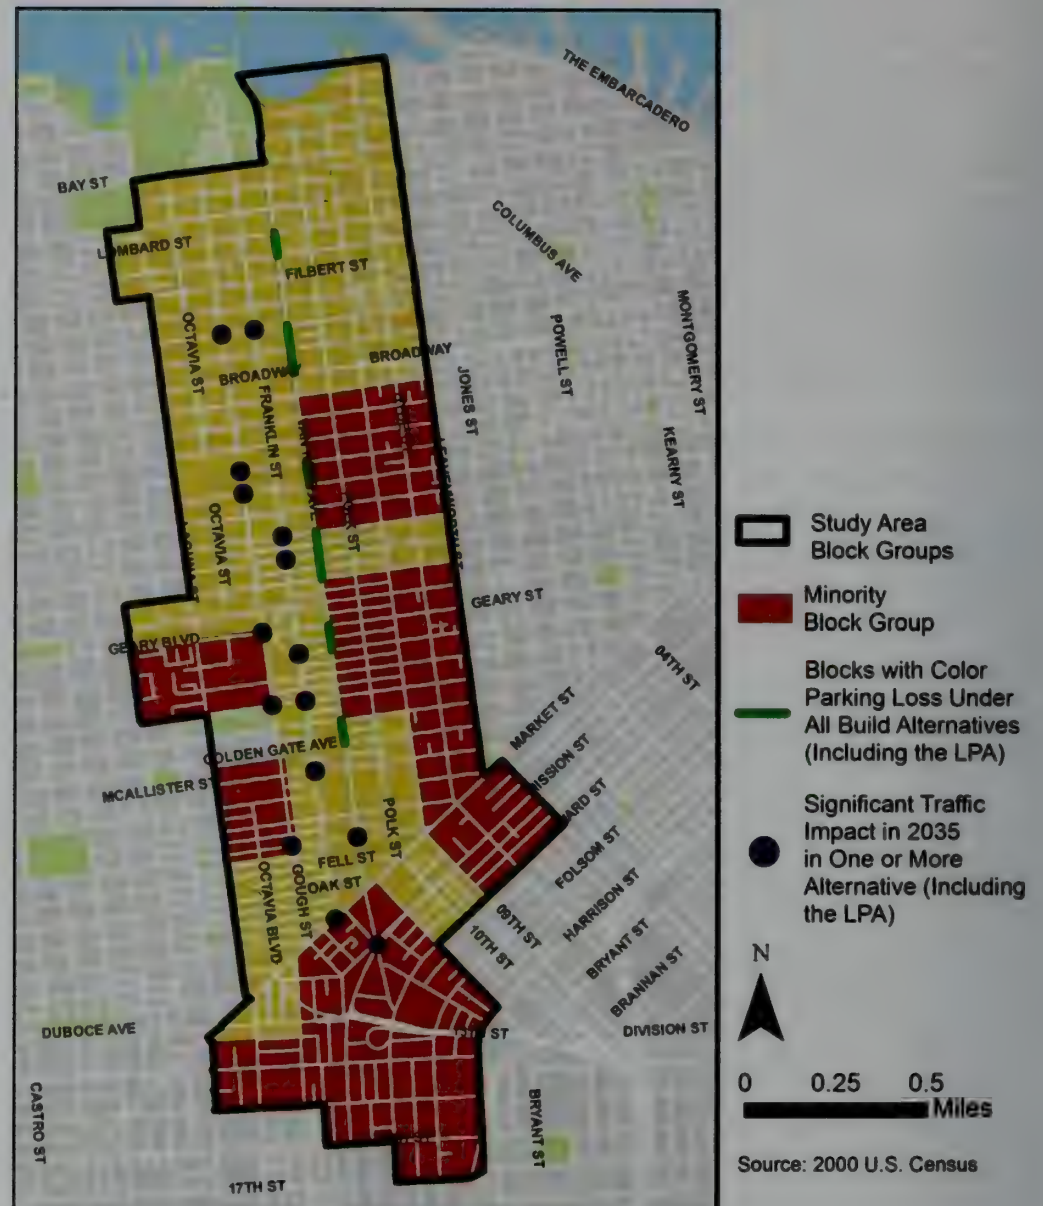 THE EMBARCADERO
BAY ST
COLUMBUS AVE
LOMBARD ST
FILBERT ST
MONTGOMERY ST
OCTAVIA ST
POWELL ST
BROADWAY
BROADWAY
JONES ST
FRANKLIN ST
KEARNY ST
OCTAVIA ST
GEARY ST
GEARY BLVD
04TH ST
MARKET ST
GOLDEN GATE AVE
MISSION ST
MCALLISTER ST
POLK ST
FELL ST
FOLSOM ST
OAK ST
OCTAVIA BLVD
GOUGH ST
HARRISON ST
09TH ST
10TH ST
BRYANT ST
BRANNAN ST
DUBOCE AVE
DIVISION ST
CASTRO ST
BRYANT ST
17TH ST
Study Area
Block Groups
Minority
Block Group
Blocks with Color
Parking Loss Under
All Build Alternatives
(Including the LPA)
Significant Traffic
Impact in 2035
in One or More
Alternative (Including
the LPA)
N
0 0.25 0.5
Miles
Source: 2000 U.S. Census